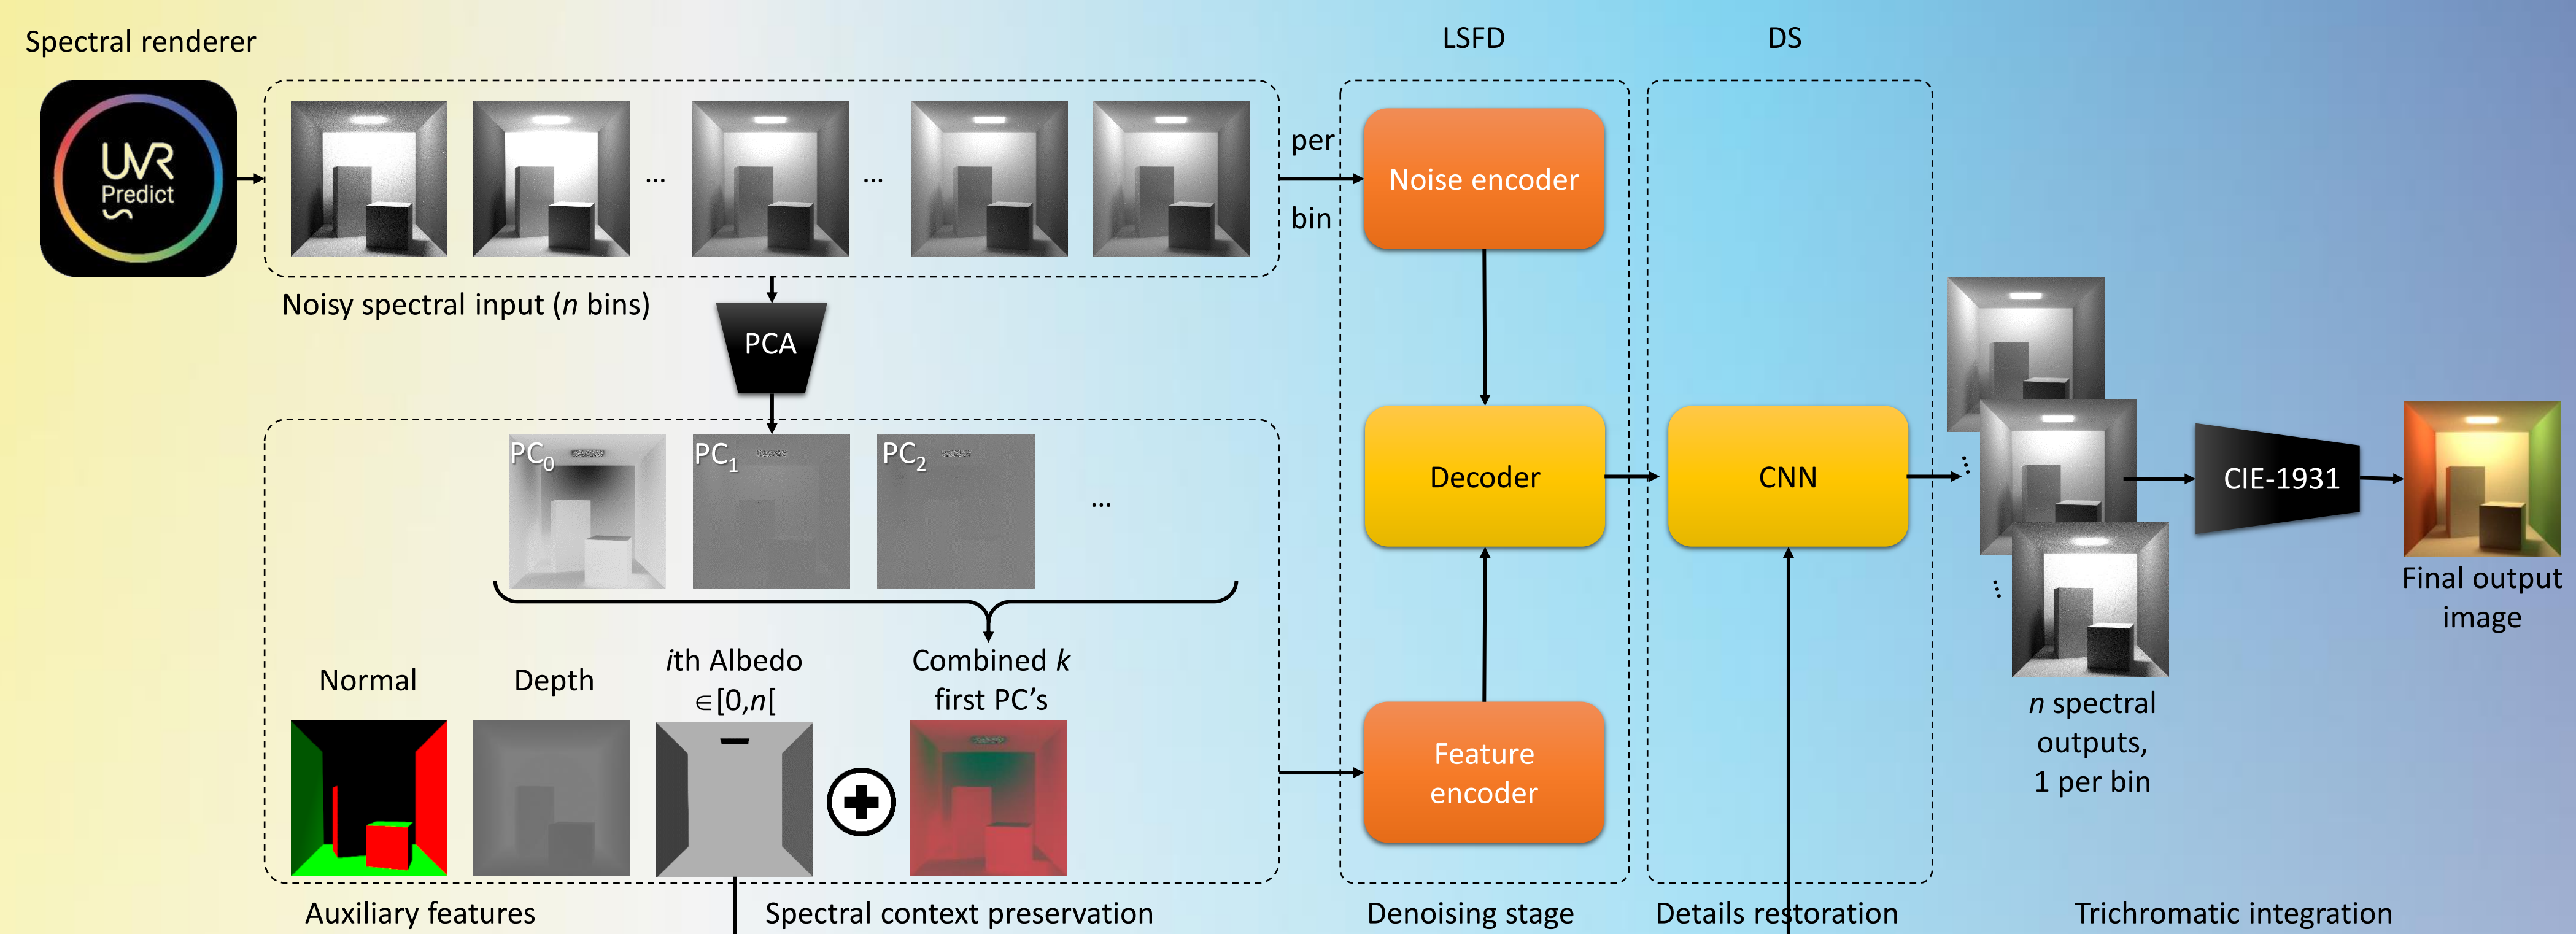 Spectral renderer
UVR
Predict
Noisy spectral input (n bins)
...
...
per
bin
PCA
PC0
PC1
PC2
...
Normal
Depth
ith Albedo
∈[0,n[
Combined k
first PC's
Auxiliary features
Spectral context preservation
LSFD
Noise encoder
Decoder
Feature
encoder
Denoising stage
DS
CNN
Details restoration
...
...
n spectral
outputs,
1 per bin
CIE-1931
Final output
image
Trichromatic integration